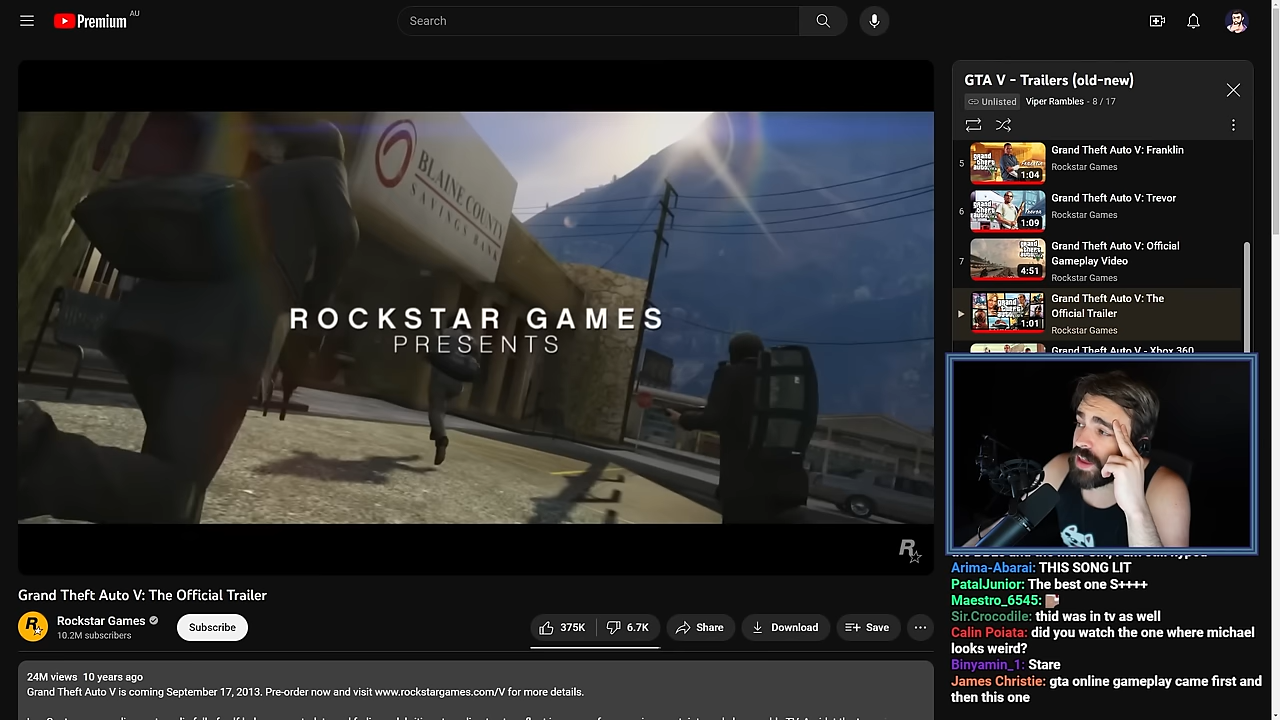 Premium AU
Search
BLAINE COUNTY
SAVINGS BANK
ROCKSTAR GAMES
PRESENTS
Grand Theft Auto V: The Official Trailer
Rockstar Games
10.2M subscribers
Subscribe
375K
6.7K
Share
Download
Save
24M views 10 years ago
Grand Theft Auto V is coming September 17, 2013. Pre-order now and visit www.rockstargames.com/V for more details.
GTA V - Trailers (old-new)
Unlisted
Viper Rambles - 8 / 17
5
1:04
Grand Theft Auto V: Franklin
Rockstar Games
6
1:09
Grand Theft Auto V: Trevor
Rockstar Games
7
4:51
Grand Theft Auto V: Official
Gameplay Video
Rockstar Games
1:01
Grand Theft Auto V: The
Official Trailer
Rockstar Games
Grand Theft Auto V - Xbox 360
Arima-Abarai: THIS SONG LIT
PatalJunior: The best one S++++
Maestro_6545:
Sir.Crocodile: thid was in tv as well
Calin Poiata: did you watch the one where michael
looks weird?
Binyamin_1: Stare
James Christie: gta online gameplay came first and
then this one